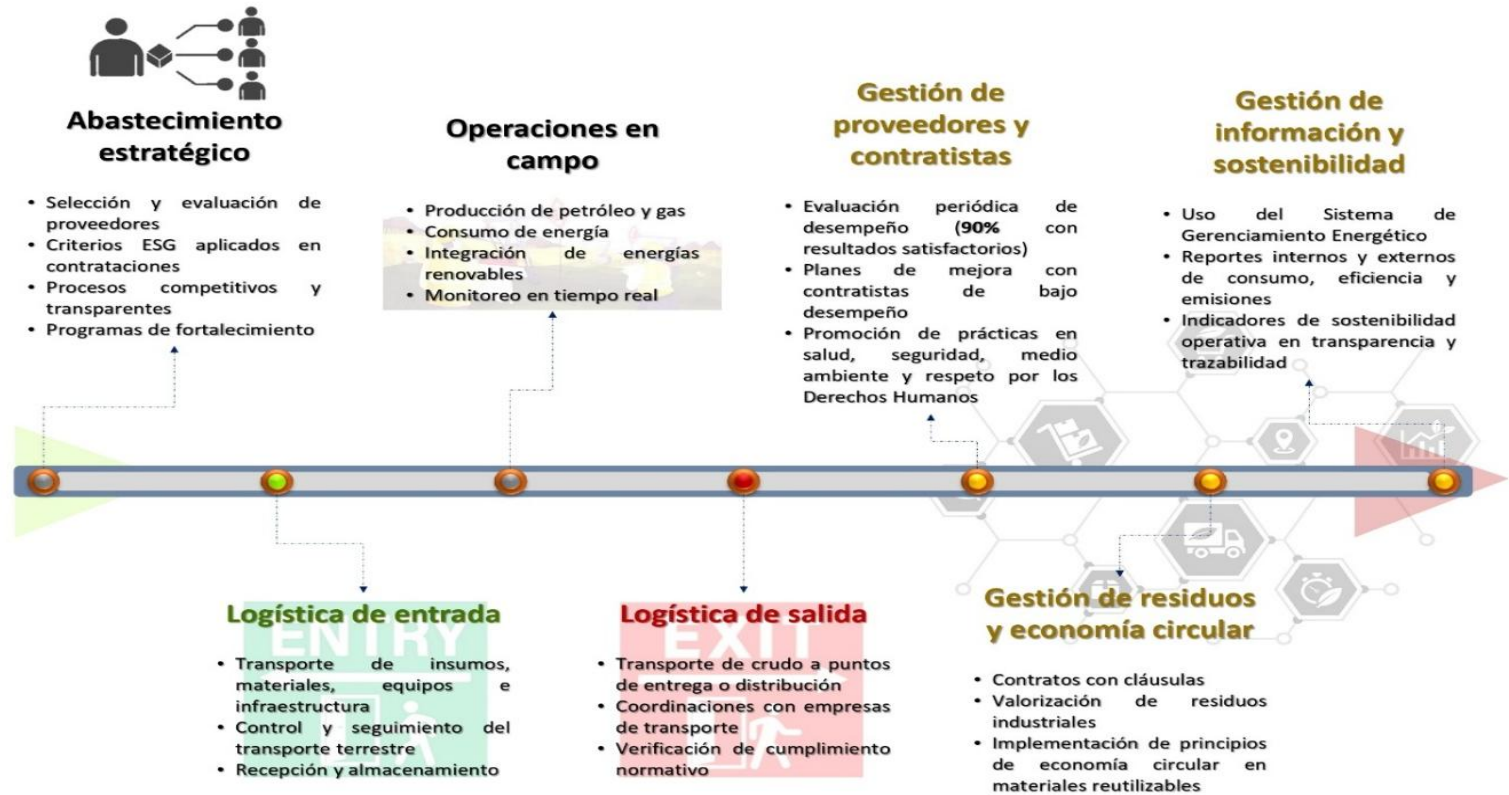 Abastecimiento
estratégico
• Selección y evaluación de
proveedores
• Criterios ESG aplicados en
contrataciones
• Procesos competitivos y
transparentes
• Programas de fortalecimiento
Operaciones en
campo
• Producción de petróleo y gas
• Consumo de energía
• Integración de energías
renovables
• Monitoreo en tiempo real
Gestión de
proveedores y
contratistas
• Evaluación periódica de
desempeño (90% con
resultados satisfactorios)
• Planes de mejora con
contratistas de bajo
desempeño
• Promoción de prácticas en
salud, seguridad, medio
ambiente y respeto por los
Derechos Humanos
Gestión de
información y
sostenibilidad
• Uso del Sistema de
Gerenciamiento Energético
• Reportes internos y externos
de consumo, eficiencia y
emisiones
• Indicadores de sostenibilidad
operativa en transparencia y
trazabilidad
Logística de entrada
ENTRY
• Transporte de insumos,
materiales, equipos e
infraestructura
• Control y seguimiento del
transporte terrestre
• Recepción y almacenamiento
Logística de salida
EXIT
• Transporte de crudo a puntos
de entrega o distribución
• Coordinaciones con empresas
de transporte
• Verificación de cumplimiento
normativo
Gestión de residuos
y economía circular
• Contratos con cláusulas
• Valorización de residuos
industriales
• Implementación de principios
de economía circular en
materiales reutilizables